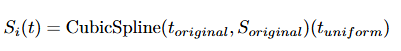 S_i(t) = CubicSpline(t_{original}, S_{original})(t_{uniform})